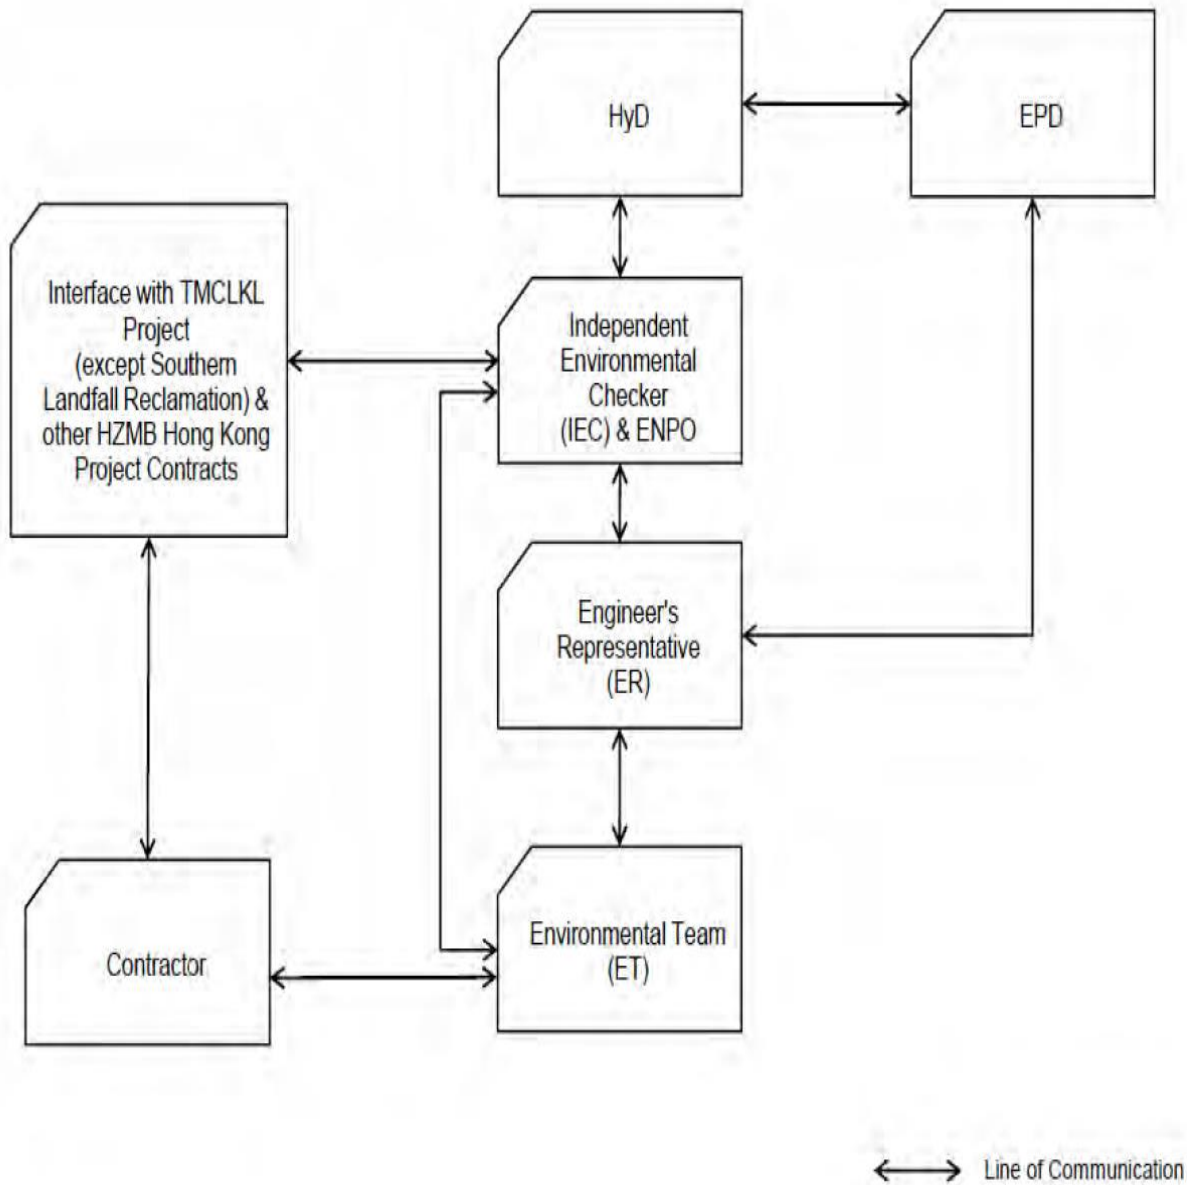 HyD
EPD
Interface with TMCLKL
Project
(except Southern
Landfall Reclamation) &
other HZMB Hong Kong
Project Contracts
Independent
Environmental
Checker
(IEC) & ENPO
Engineer's
Representative
(ER)
Contractor
Environmental Team
(ET)
Line of Communication